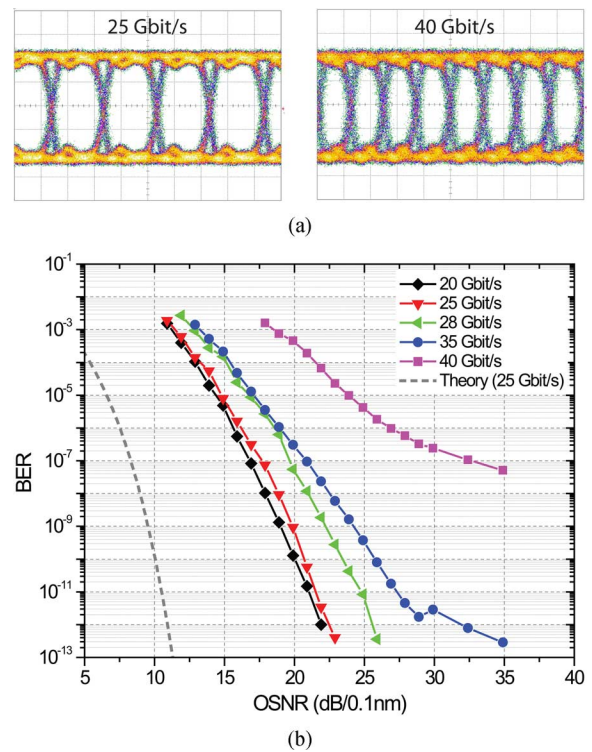 25 Gbit/s
40 Gbit/s
(a)
10⁻¹
10⁻³
10⁻⁵
10⁻⁷
10⁻⁹
10⁻¹¹
10⁻¹³
BER
20 Gbit/s
25 Gbit/s
28 Gbit/s
35 Gbit/s
40 Gbit/s
Theory (25 Gbit/s)
5 10 15 20 25 30 35 40
OSNR (dB/0.1nm)
(b)